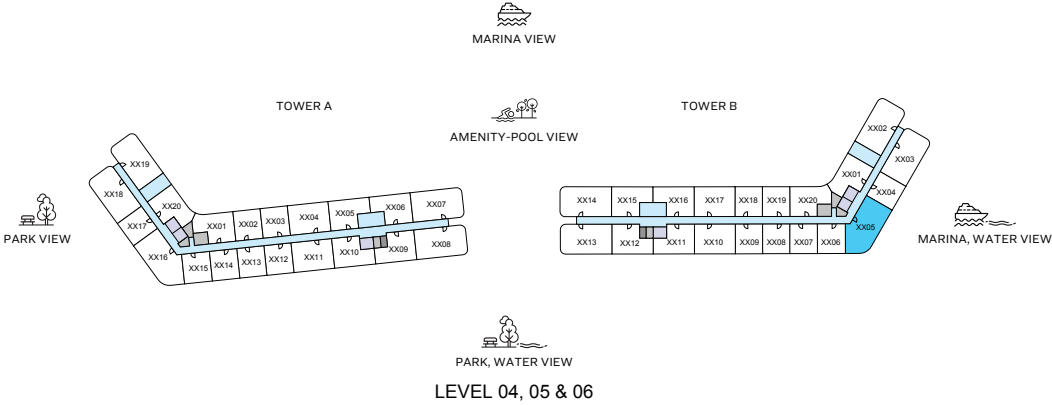 MARINA VIEW
TOWER A
TOWER B
AMENITY-POOL VIEW
PARK VIEW
MARINA, WATER VIEW
XX19
XX18
XX20
XX17
XX16
XX01
XX02
XX03
XX04
XX05
XX06
XX07
XX15
XX14
XX13
XX12
XX11
XX10
XX09
XX08
XX02
XX03
XX01
XX04
XX05
XX14
XX15
XX16
XX17
XX18
XX19
XX20
XX13
XX12
XX11
XX10
XX09
XX08
XX07
XX06
PARK, WATER VIEW
LEVEL 04, 05 & 06